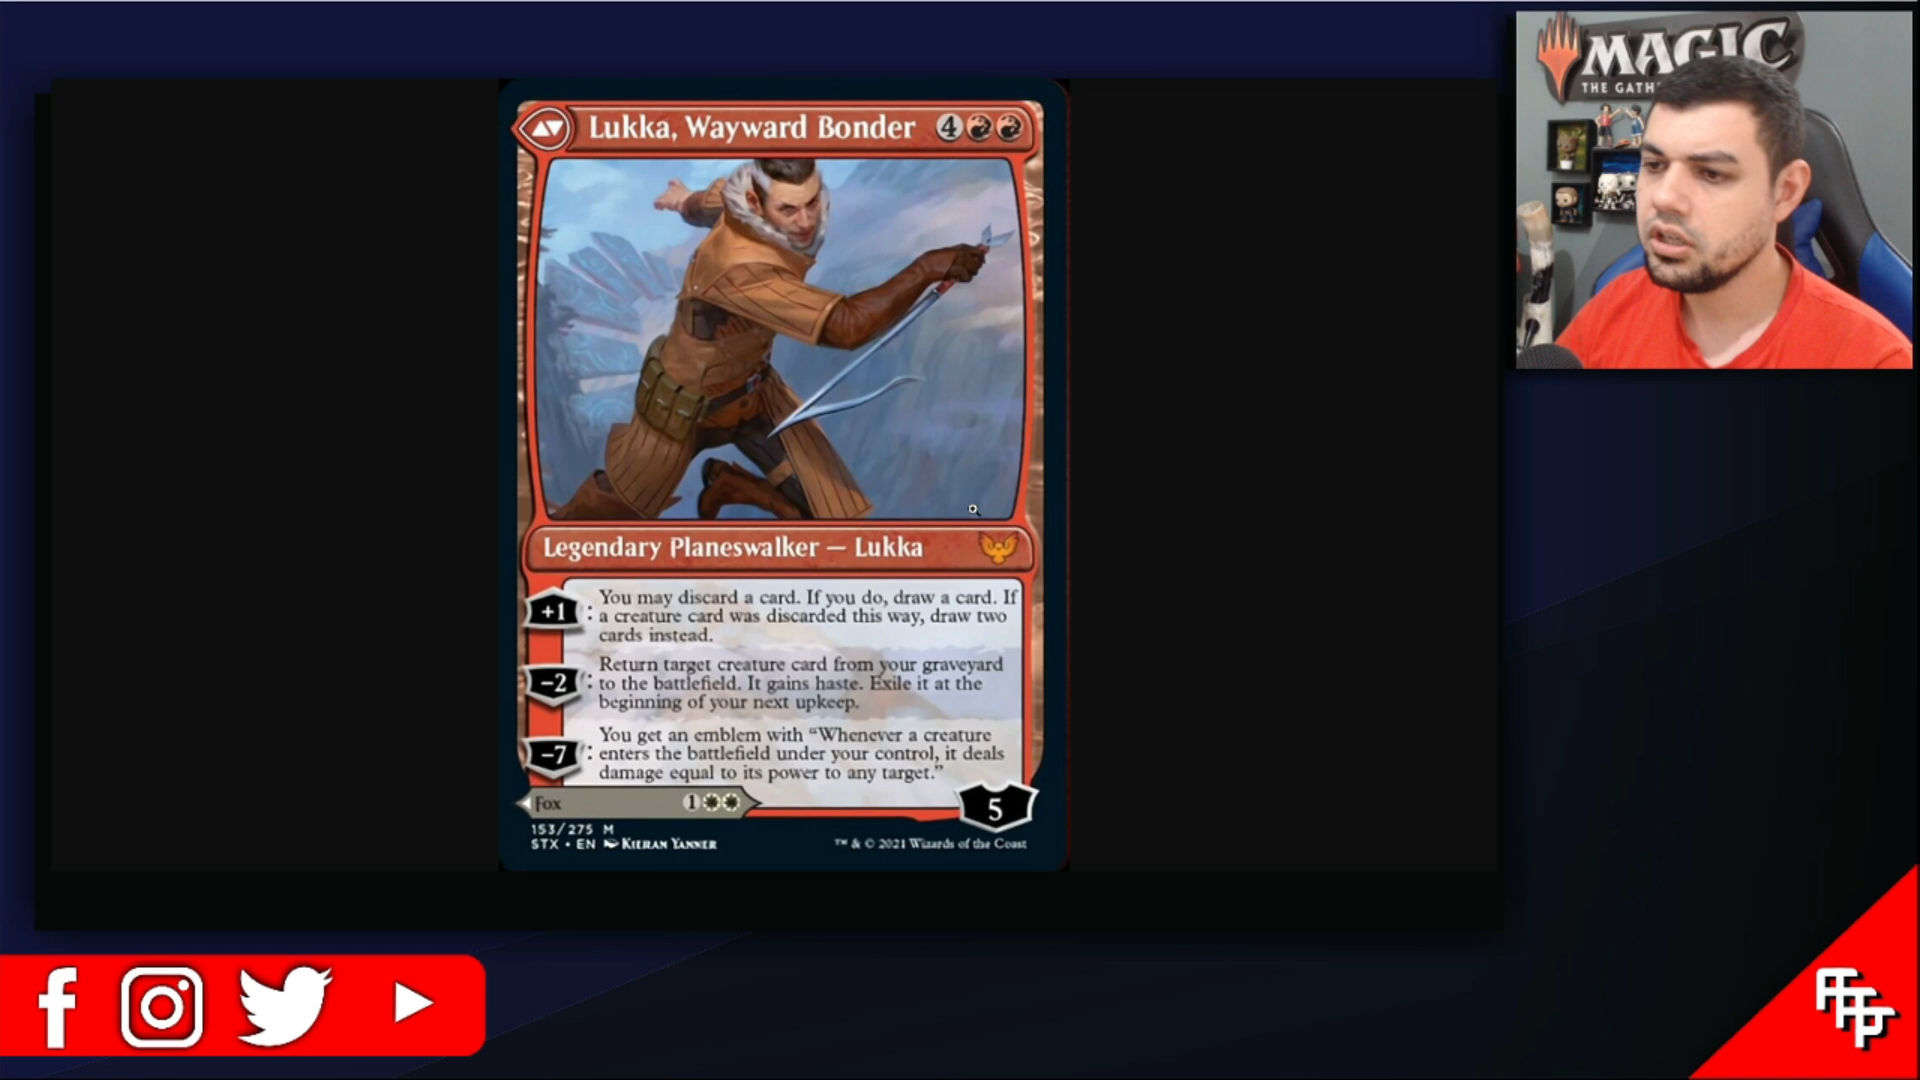 Lukka, Wayward Bonder 4
Legendary Planeswalker — Lukka
+1 : You may discard a card. If you do, draw a card. If
a creature card was discarded this way, draw two
cards instead.
−2 : Return target creature card from your graveyard
to the battlefield. It gains haste. Exile it at the
beginning of your next upkeep.
−7 : You get an emblem with “Whenever a creature
enters the battlefield under your control, it deals
damage equal to its power to any target.”
Fox 1
5
153/275 M
STX • EN Kieran Yanner
™ & © 2021 Wizards of the Coast
MAGIC
THE GATH
f
FFTP